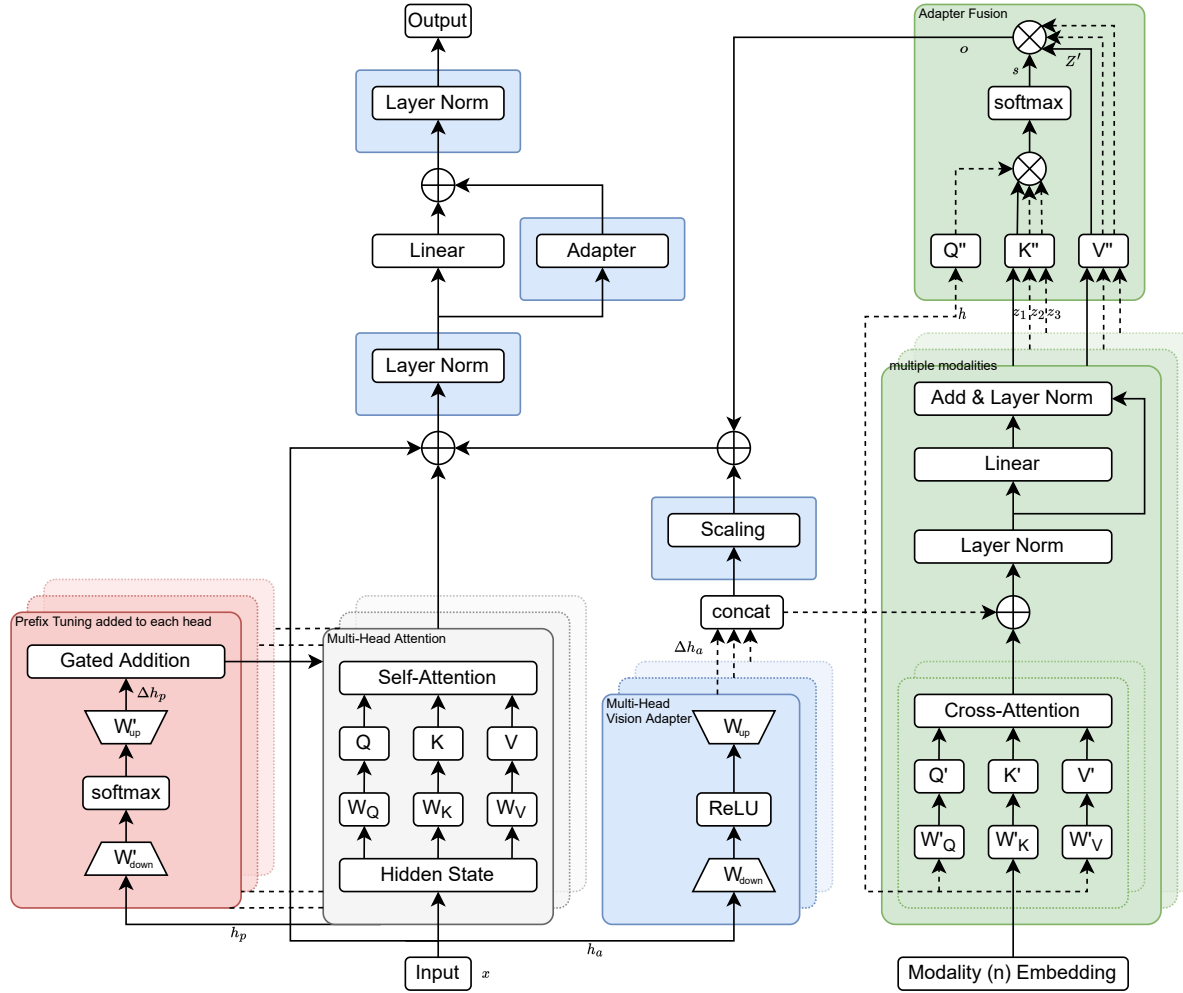 Output
Layer Norm
Linear
Adapter
Layer Norm
Adapter Fusion
o
Z′
s
softmax
Q"
K"
V"
h
z₁
z₂
z₃
multiple modalities
Add & Layer Norm
Linear
Layer Norm
Cross-Attention
Q'
K'
V'
W'Q
W'K
W'V
Modality (n) Embedding
Scaling
concat
Δhₐ
Multi-Head
Vision Adapter
Wup
ReLU
Wdown
hₐ
Prefix Tuning added to each head
Gated Addition
Δhₚ
W'up
softmax
W'down
hₚ
Multi-Head Attention
Self-Attention
Q
K
V
WQ
WK
WV
Hidden State
Input
x